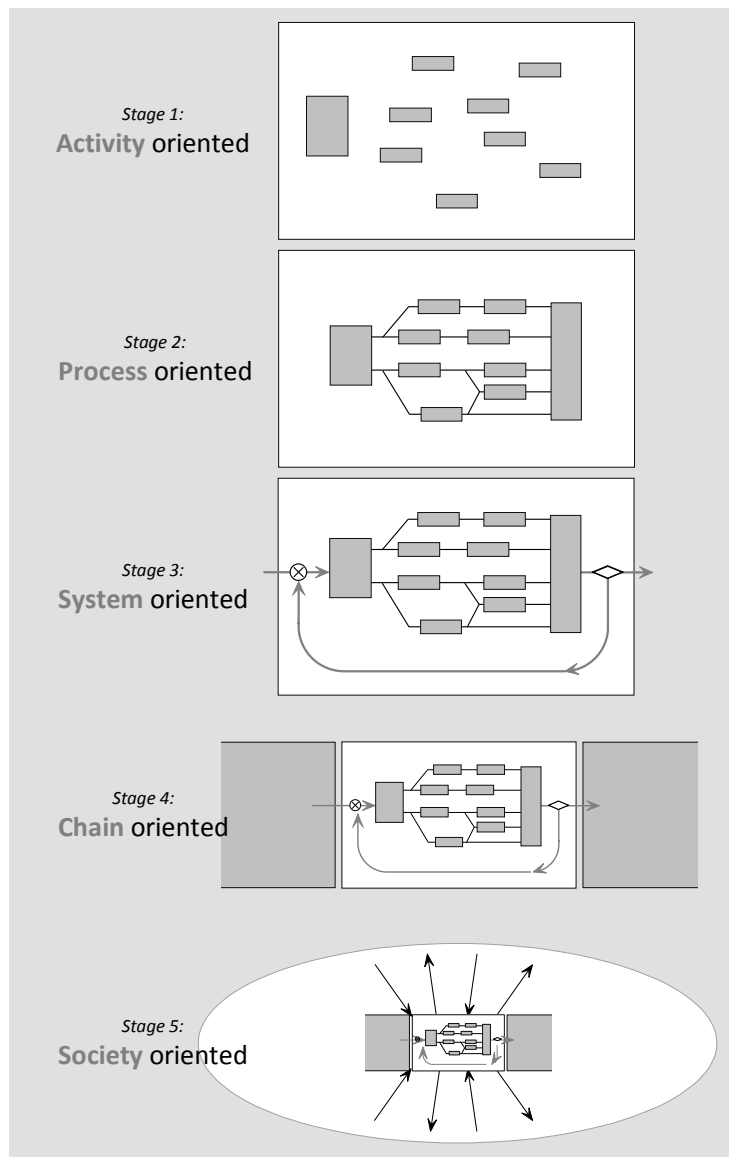 Stage 1:
Activity oriented
Stage 2:
Process oriented
Stage 3:
System oriented
Stage 4:
Chain oriented
Stage 5:
Society oriented